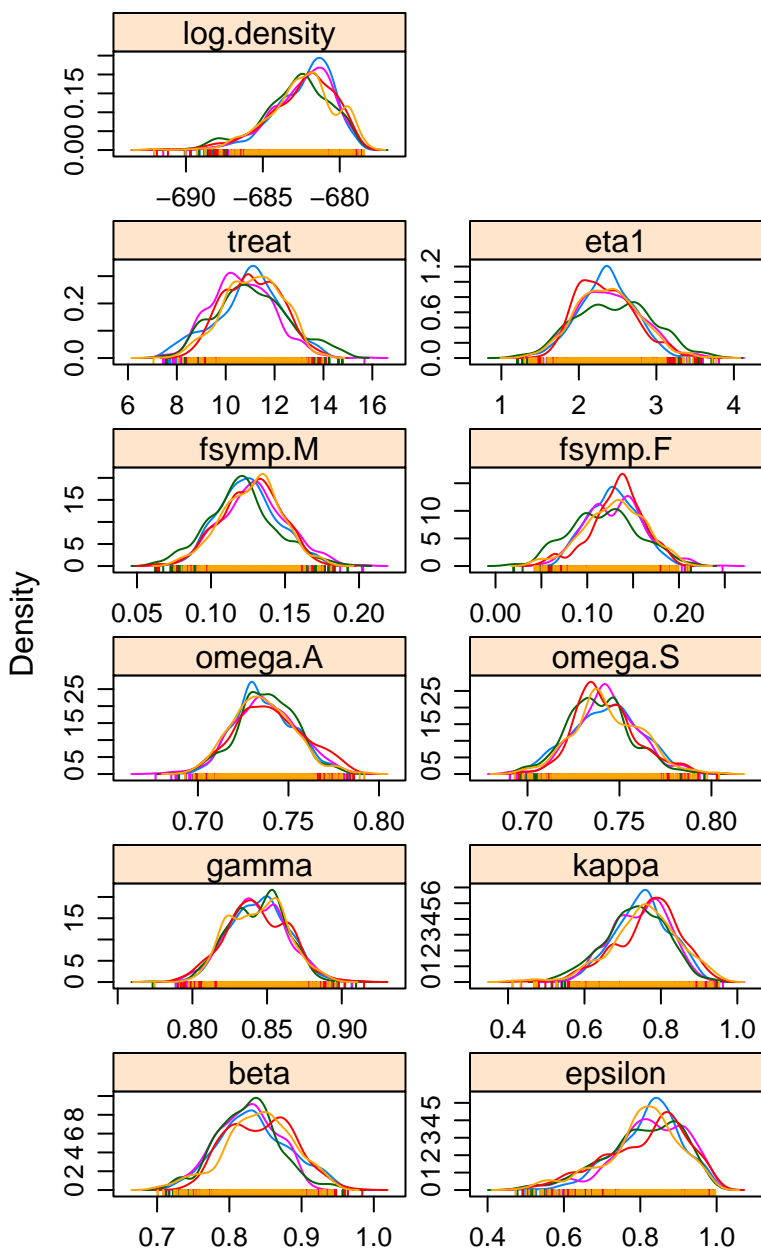 log.density
0.00 0.15
−690 −685 −680
treat eta1
0.0 0.2
0.0 0.6 1.2
6 8 10 12 14 16
1 2 3 4
fsymp.M fsymp.F
0 5 15
0 5 10
0.05 0.10 0.15 0.20
0.00 0.10 0.20
Density
omega.A omega.S
0 5 15 25
0 5 15 25
0.70 0.75 0.80
0.70 0.75 0.80
gamma kappa
0 5 15
0 1 2 3 4 5 6
0.80 0.85 0.90
0.4 0.6 0.8 1.0
beta epsilon
0 2 4 6 8
0 1 2 3 4 5
0.7 0.8 0.9 1.0
0.4 0.6 0.8 1.0